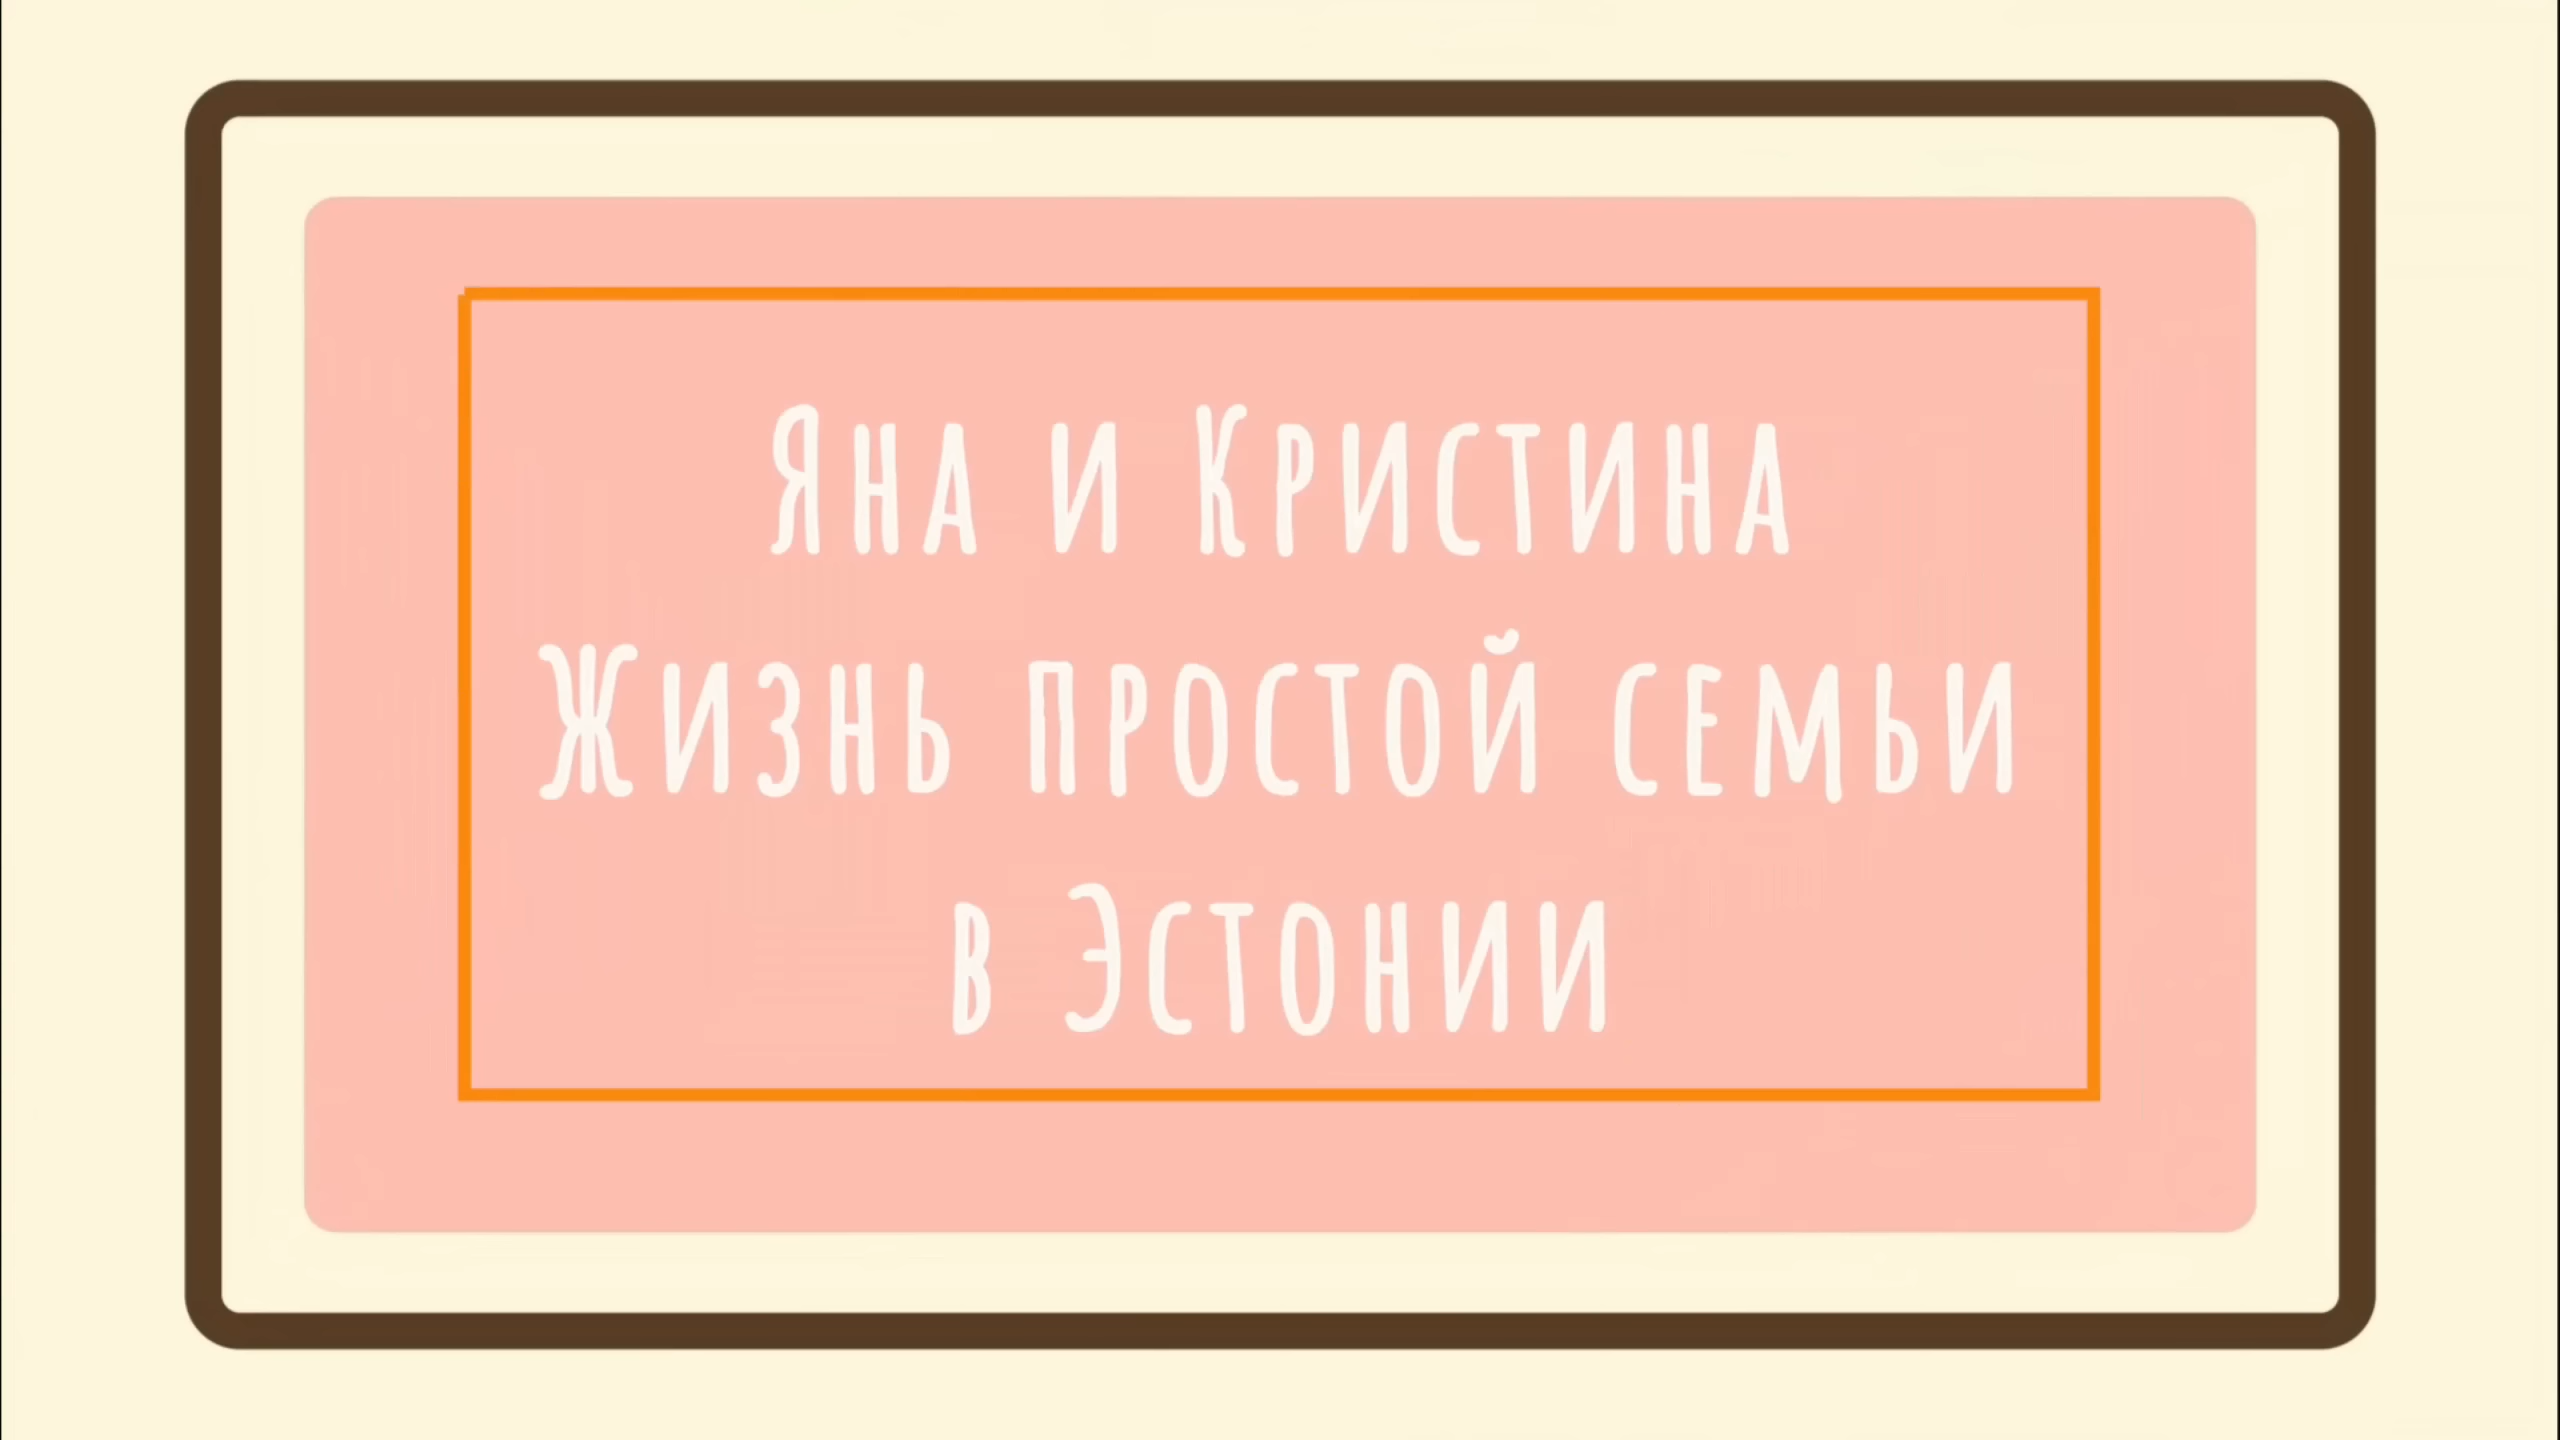 Яна и Кристина
Жизнь простой семьи
в Эстонии